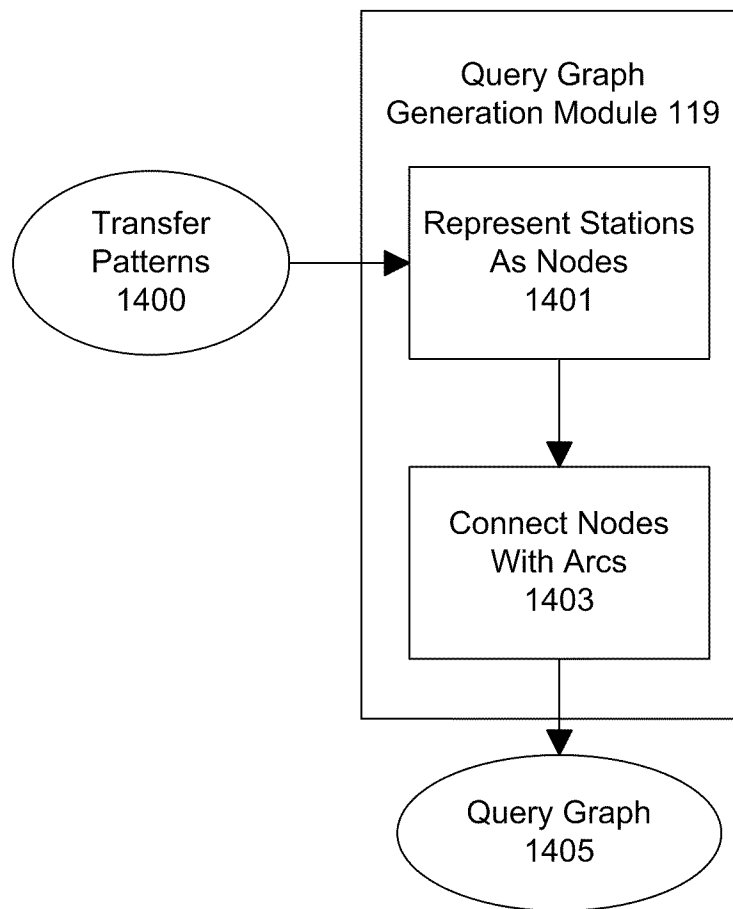 Query Graph
Generation Module 119
Transfer
Patterns
1400
Represent Stations
As Nodes
1401
Connect Nodes
With Arcs
1403
Query Graph
1405